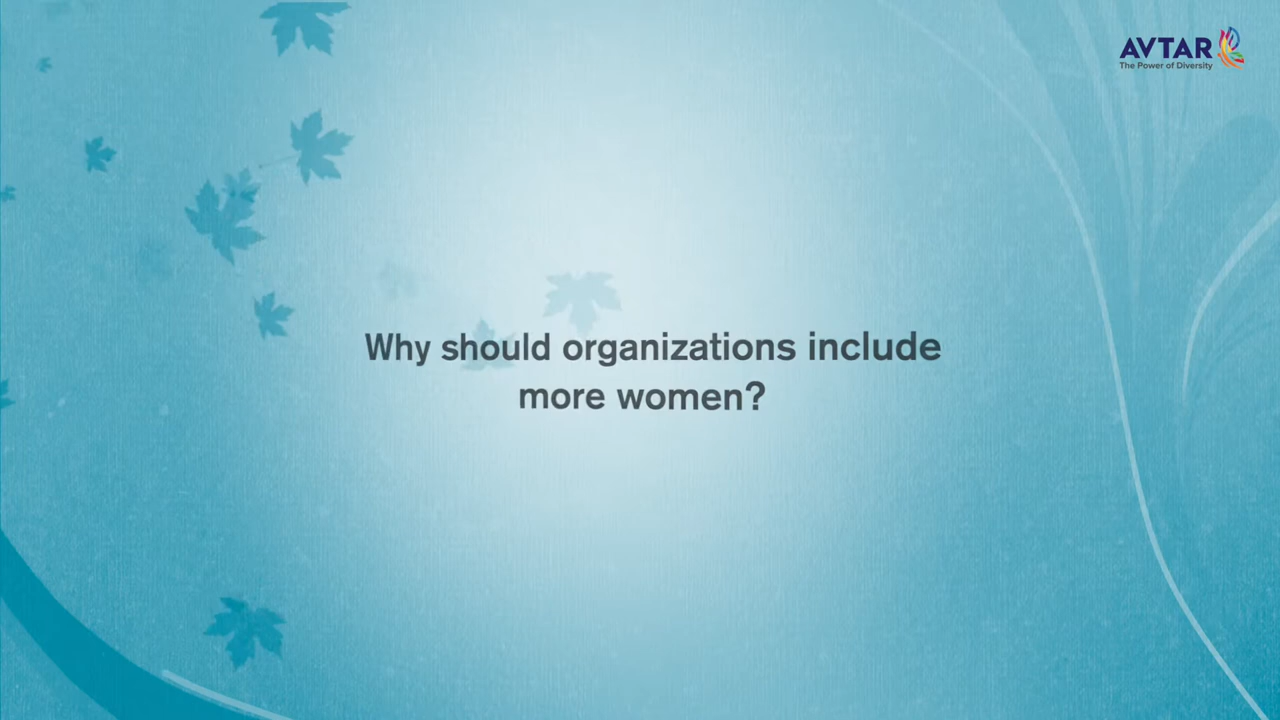 AVTAR
The Power of Diversity
Why should organizations include
more women?